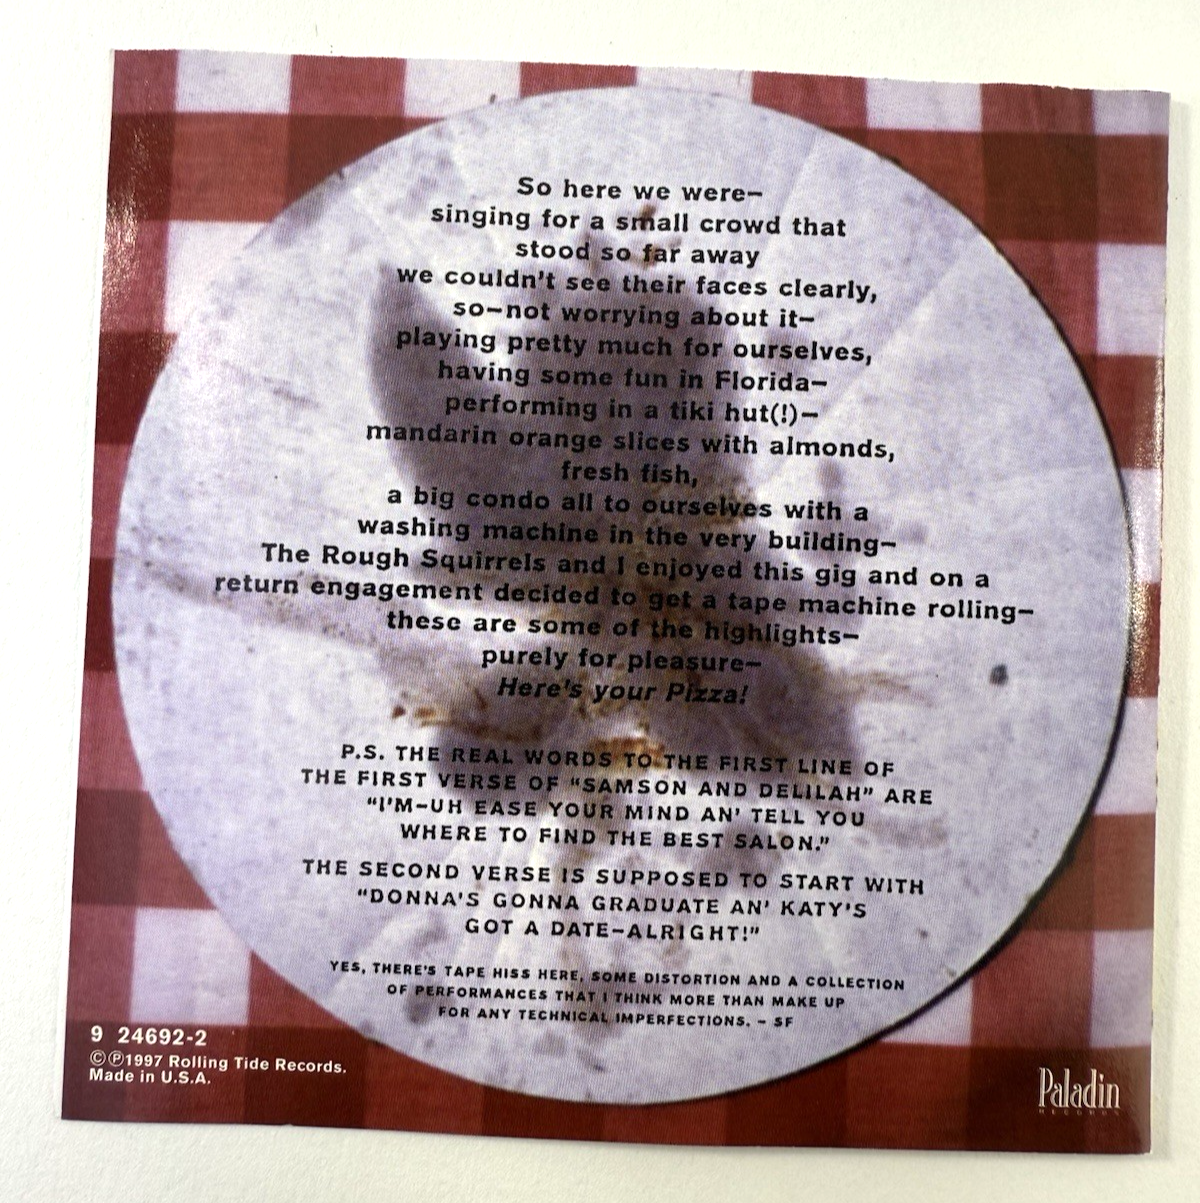 So here we were–
singing for a small crowd that
stood so far away
we couldn't see their faces clearly,
so–not worrying about it–
playing pretty much for ourselves,
having some fun in Florida–
performing in a tiki hut(!)–
mandarin orange slices with almonds,
fresh fish,
a big condo all to ourselves with a
washing machine in the very building–
The Rough Squirrels and I enjoyed this gig and on a
return engagement decided to get a tape machine rolling–
these are some of the highlights–
purely for pleasure–
Here's your Pizza!
P.S. THE REAL WORDS TO THE FIRST LINE OF
THE FIRST VERSE OF “SAMSON AND DELILAH” ARE
“I'M–UH EASE YOUR MIND AN' TELL YOU
WHERE TO FIND THE BEST SALON.”
THE SECOND VERSE IS SUPPOSED TO START WITH
“DONNA'S GONNA GRADUATE AN' KATY'S
GOT A DATE–ALRIGHT!”
YES, THERE'S TAPE HISS HERE, SOME DISTORTION AND A COLLECTION
OF PERFORMANCES THAT I THINK MORE THAN MAKE UP
FOR ANY TECHNICAL IMPERFECTIONS. – SF
9 24692-2
©℗1997 Rolling Tide Records.
Made in U.S.A.
Paladin
RECORDS